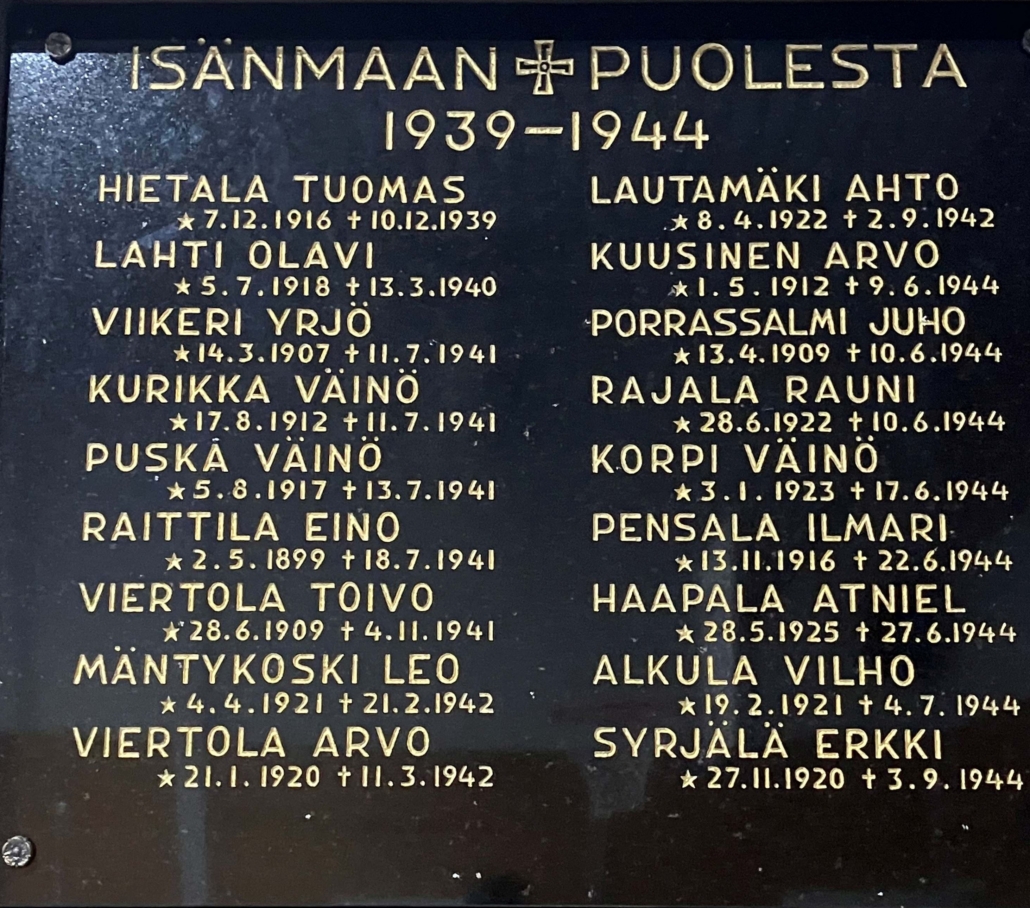 ISÄNMAAN PUOLESTA
1939–1944
HIETALA TUOMAS
★ 7.12.1916 ✝ 10.12.1939
LAHTI OLAVI
★ 5.7.1918 ✝ 13.3.1940
VIIKERI YRJÖ
★ 14.3.1907 ✝ 11.7.1941
KURIKKA VÄINÖ
★ 17.8.1912 ✝ 11.7.1941
PUSKA VÄINÖ
★ 5.8.1917 ✝ 13.7.1941
RAITTILA EINO
★ 2.5.1899 ✝ 18.7.1941
VIERTOLA TOIVO
★ 28.6.1909 ✝ 4.11.1941
MÄNTYKOSKI LEO
★ 4.4.1921 ✝ 21.2.1942
VIERTOLA ARVO
★ 21.1.1920 ✝ 11.3.1942
LAUTAMÄKI AHTO
★ 8.4.1922 ✝ 2.9.1942
KUUSINEN ARVO
★ 1.5.1912 ✝ 9.6.1944
PORRASSALMI JUHO
★ 13.4.1909 ✝ 10.6.1944
RAJALA RAUNI
★ 28.6.1922 ✝ 10.6.1944
KORPI VÄINÖ
★ 3.1.1923 ✝ 17.6.1944
PENSALA ILMARI
★ 13.11.1916 ✝ 22.6.1944
HAAPALA ATNIEL
★ 28.5.1925 ✝ 27.6.1944
ALKULA VILHO
★ 19.2.1921 ✝ 4.7.1944
SYRJÄLÄ ERKKI
★ 27.11.1920 ✝ 3.9.1944